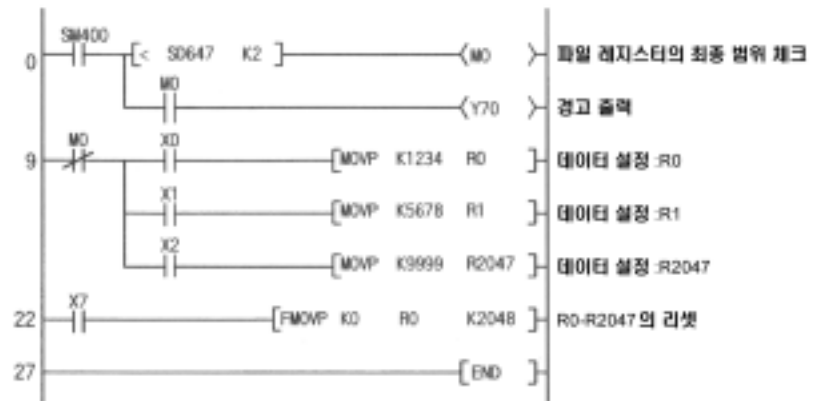 SM400
0 < SD647 K2 M0 파일 레지스터의 최종 범위 체크
M0
Y70 경고 출력
M0 X0
9 MOVP K1234 R0 데이터 설정 :R0
X1
MOVP K5678 R1 데이터 설정 :R1
X2
MOVP K9999 R2047 데이터 설정 :R2047
X7
22 FMOVP K0 R0 K2048 R0-R2047의 리셋
27 END